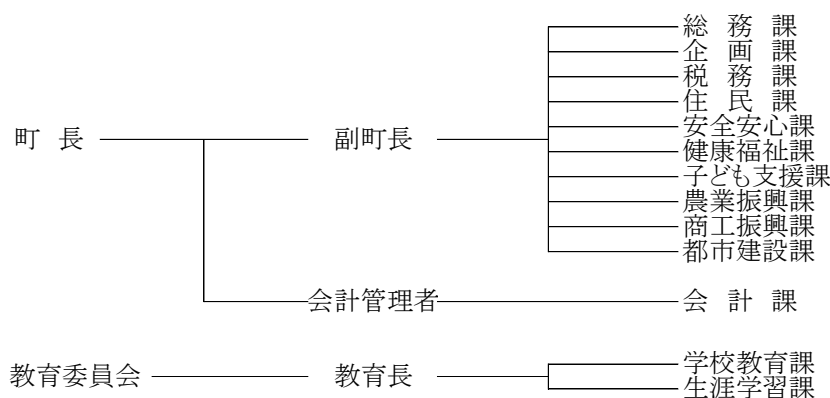 町長
副町長
総務課
企画課
税務課
住民課
安全安心課
健康福祉課
子ども支援課
農業振興課
商工振興課
都市建設課
会計管理者
会計課
教育委員会
教育長
学校教育課
生涯学習課